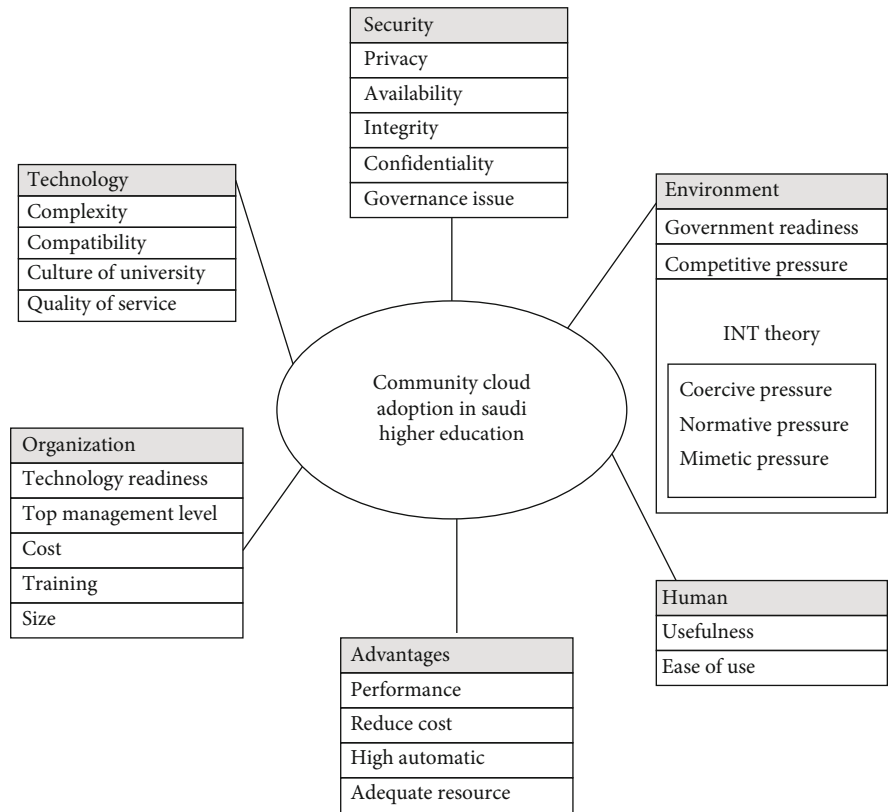 Security
Privacy
Availability
Integrity
Confidentiality
Governance issue
Technology
Complexity
Compatibility
Culture of university
Quality of service
Environment
Government readiness
Competitive pressure
INT theory
Coercive pressure
Normative pressure
Mimetic pressure
Community cloud
adoption in saudi
higher education
Organization
Technology readiness
Top management level
Cost
Training
Size
Human
Usefulness
Ease of use
Advantages
Performance
Reduce cost
High automatic
Adequate resource